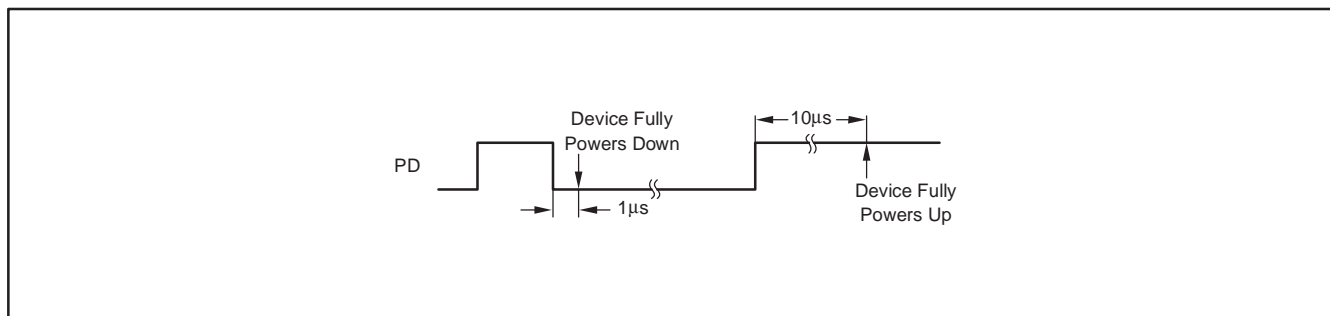 Device Fully
Powers Down
10μs
PD
1μs
Device Fully
Powers Up